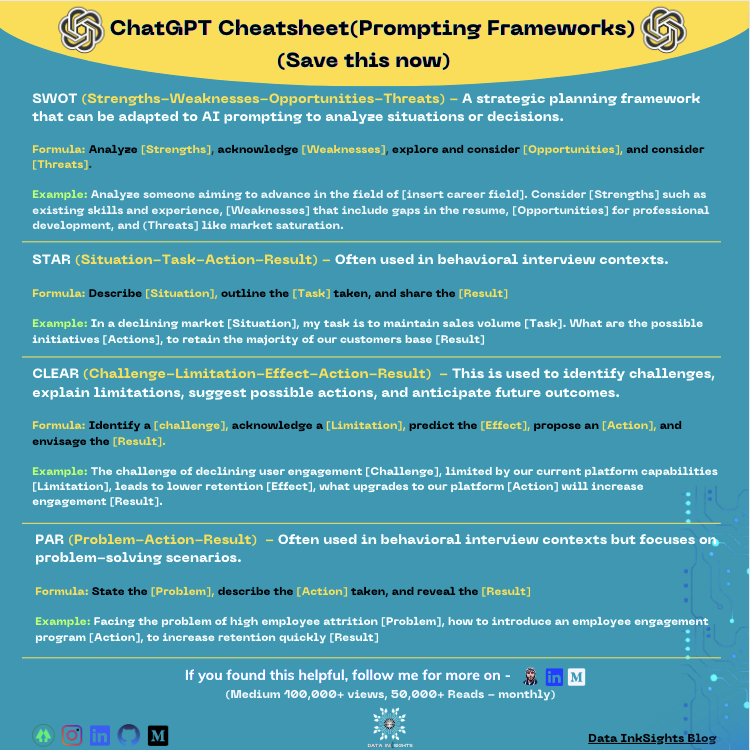 ChatGPT Cheatsheet(Prompting Frameworks)
(Save this now)
SWOT (Strengths-Weaknesses-Opportunities-Threats) - A strategic planning framework
that can be adapted to AI prompting to analyze situations or decisions.
Formula: Analyze [Strengths], acknowledge [Weaknesses], explore and consider [Opportunities], and consider
[Threats].
Example: Analyze someone aiming to advance in the field of [insert career field]. Consider [Strengths] such as
existing skills and experience, [Weaknesses] that include gaps in the resume, [Opportunities] for professional
development, and (Threats] like market saturation.
STAR (Situation-Task-Action-Result) - Often used in behavioral interview contexts.
Formula: Describe [Situation], outline the [Task] taken, and share the [Result]
Example: In a declining market [Situation], my task is to maintain sales volume [Task]. What are the possible
initiatives [Actions], to retain the majority of our customers base [Result]
CLEAR (Challenge-Limitation-Effect-Action-Result) - This is used to identify challenges,
explain limitations, suggest possible actions, and anticipate future outcomes.
Formula: Identify a [challenge], acknowledge a [Limitation], predict the [Effect], propose an [Action], and
envisage the [Result].
Example: The challenge of declining user engagement [Challenge], limited by our current platform capabilities
[Limitation], leads to lower retention [Effect], what upgrades to our platform [Action] will increase
engagement [Result].
PAR (Problem-Action-Result) - Often used in behavioral interview contexts but focuses on
problem-solving scenarios.
Formula: State the [Problem], describe the [Action] taken, and reveal the [Result]
Example: Facing the problem of high employee attrition [Problem], how to introduce an employee engagement
program [Action], to increase retention quickly [Result]
If you found this helpful, follow me for more on - in M
(Medium 100,000+ views, 50,000+ Reads - monthly)
in M
DATA IN SIGHTS
Data InkSights Blog